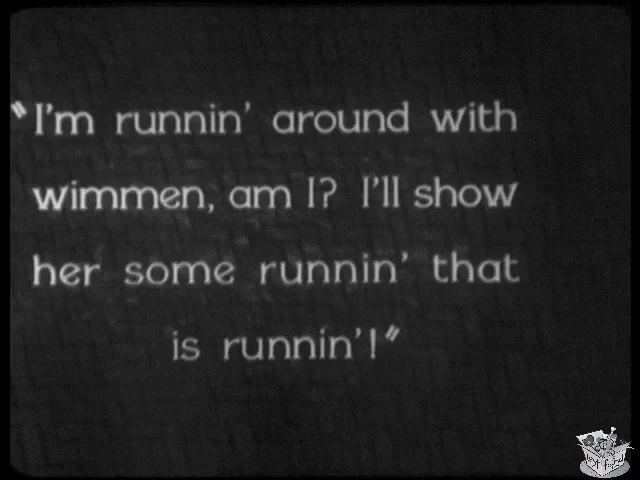 "I'm runnin' around with
wimmen, am I? I'll show
her some runnin' that
is runnin'!"